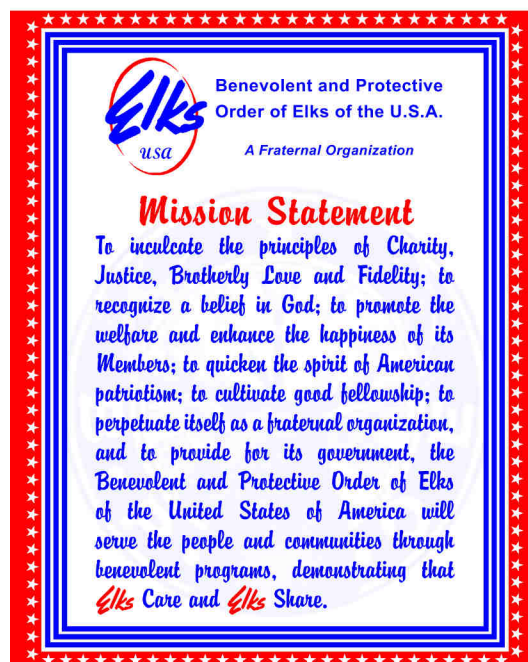 Elks
usa
Benevolent and Protective
Order of Elks of the U.S.A.
A Fraternal Organization
Mission Statement
To inculcate the principles of Charity,
Justice, Brotherly Love and Fidelity; to
recognize a belief in God; to promote the
welfare and enhance the happiness of its
Members; to quicken the spirit of American
patriotism; to cultivate good fellowship; to
perpetuate itself as a fraternal organization,
and to provide for its government, the
Benevolent and Protective Order of Elks
of the United States of America will
serve the people and communities through
benevolent programs, demonstrating that
Elks Care and Elks Share.